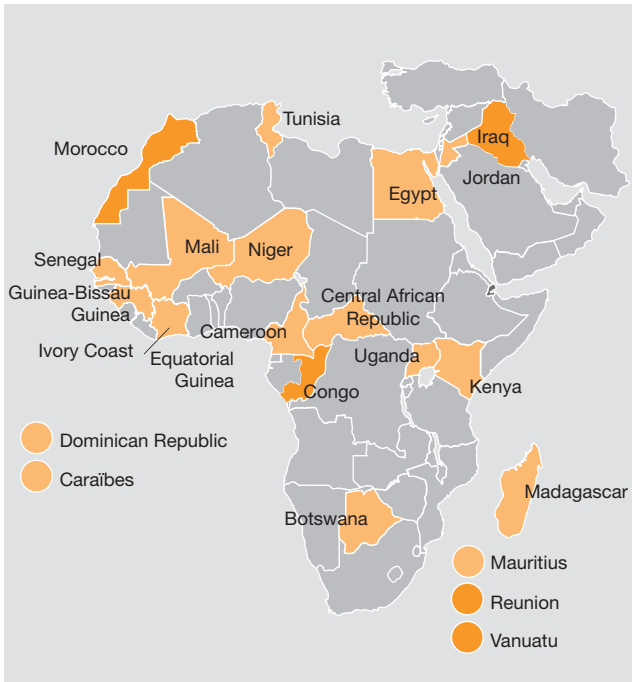 Tunisia
Morocco
Iraq
Jordan
Egypt
Mali
Niger
Senegal
Guinea-Bissau
Guinea
Central African
Republic
Cameroon
Ivory Coast
Equatorial
Guinea
Uganda
Kenya
Congo
Dominican Republic
Caraïbes
Madagascar
Botswana
Mauritius
Reunion
Vanuatu